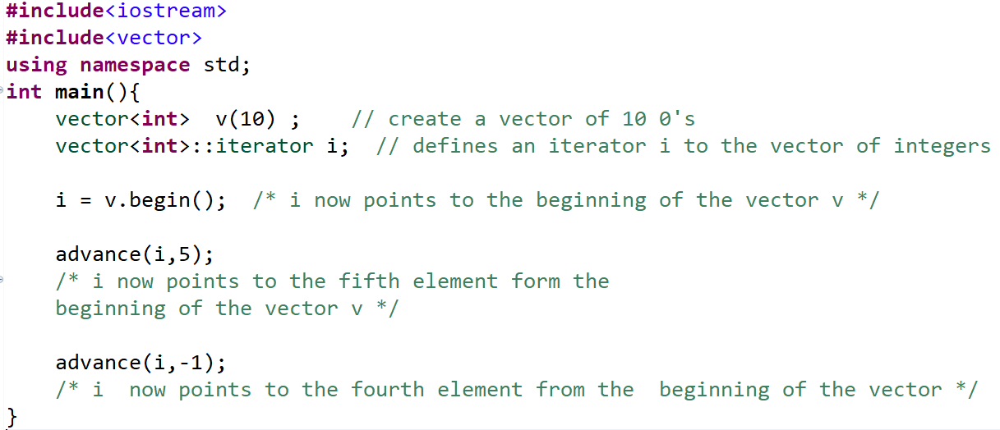 #include<iostream>
#include<vector>
using namespace std;
int main(){
    vector<int>  v(10) ;    // create a vector of 10 0's
    vector<int>::iterator i;  // defines an iterator i to the vector of integers

    i = v.begin();  /* i now points to the beginning of the vector v */

    advance(i,5);
    /* i now points to the fifth element form the
    beginning of the vector v */

    advance(i,-1);
    /* i  now points to the fourth element from the  beginning of the vector */
}